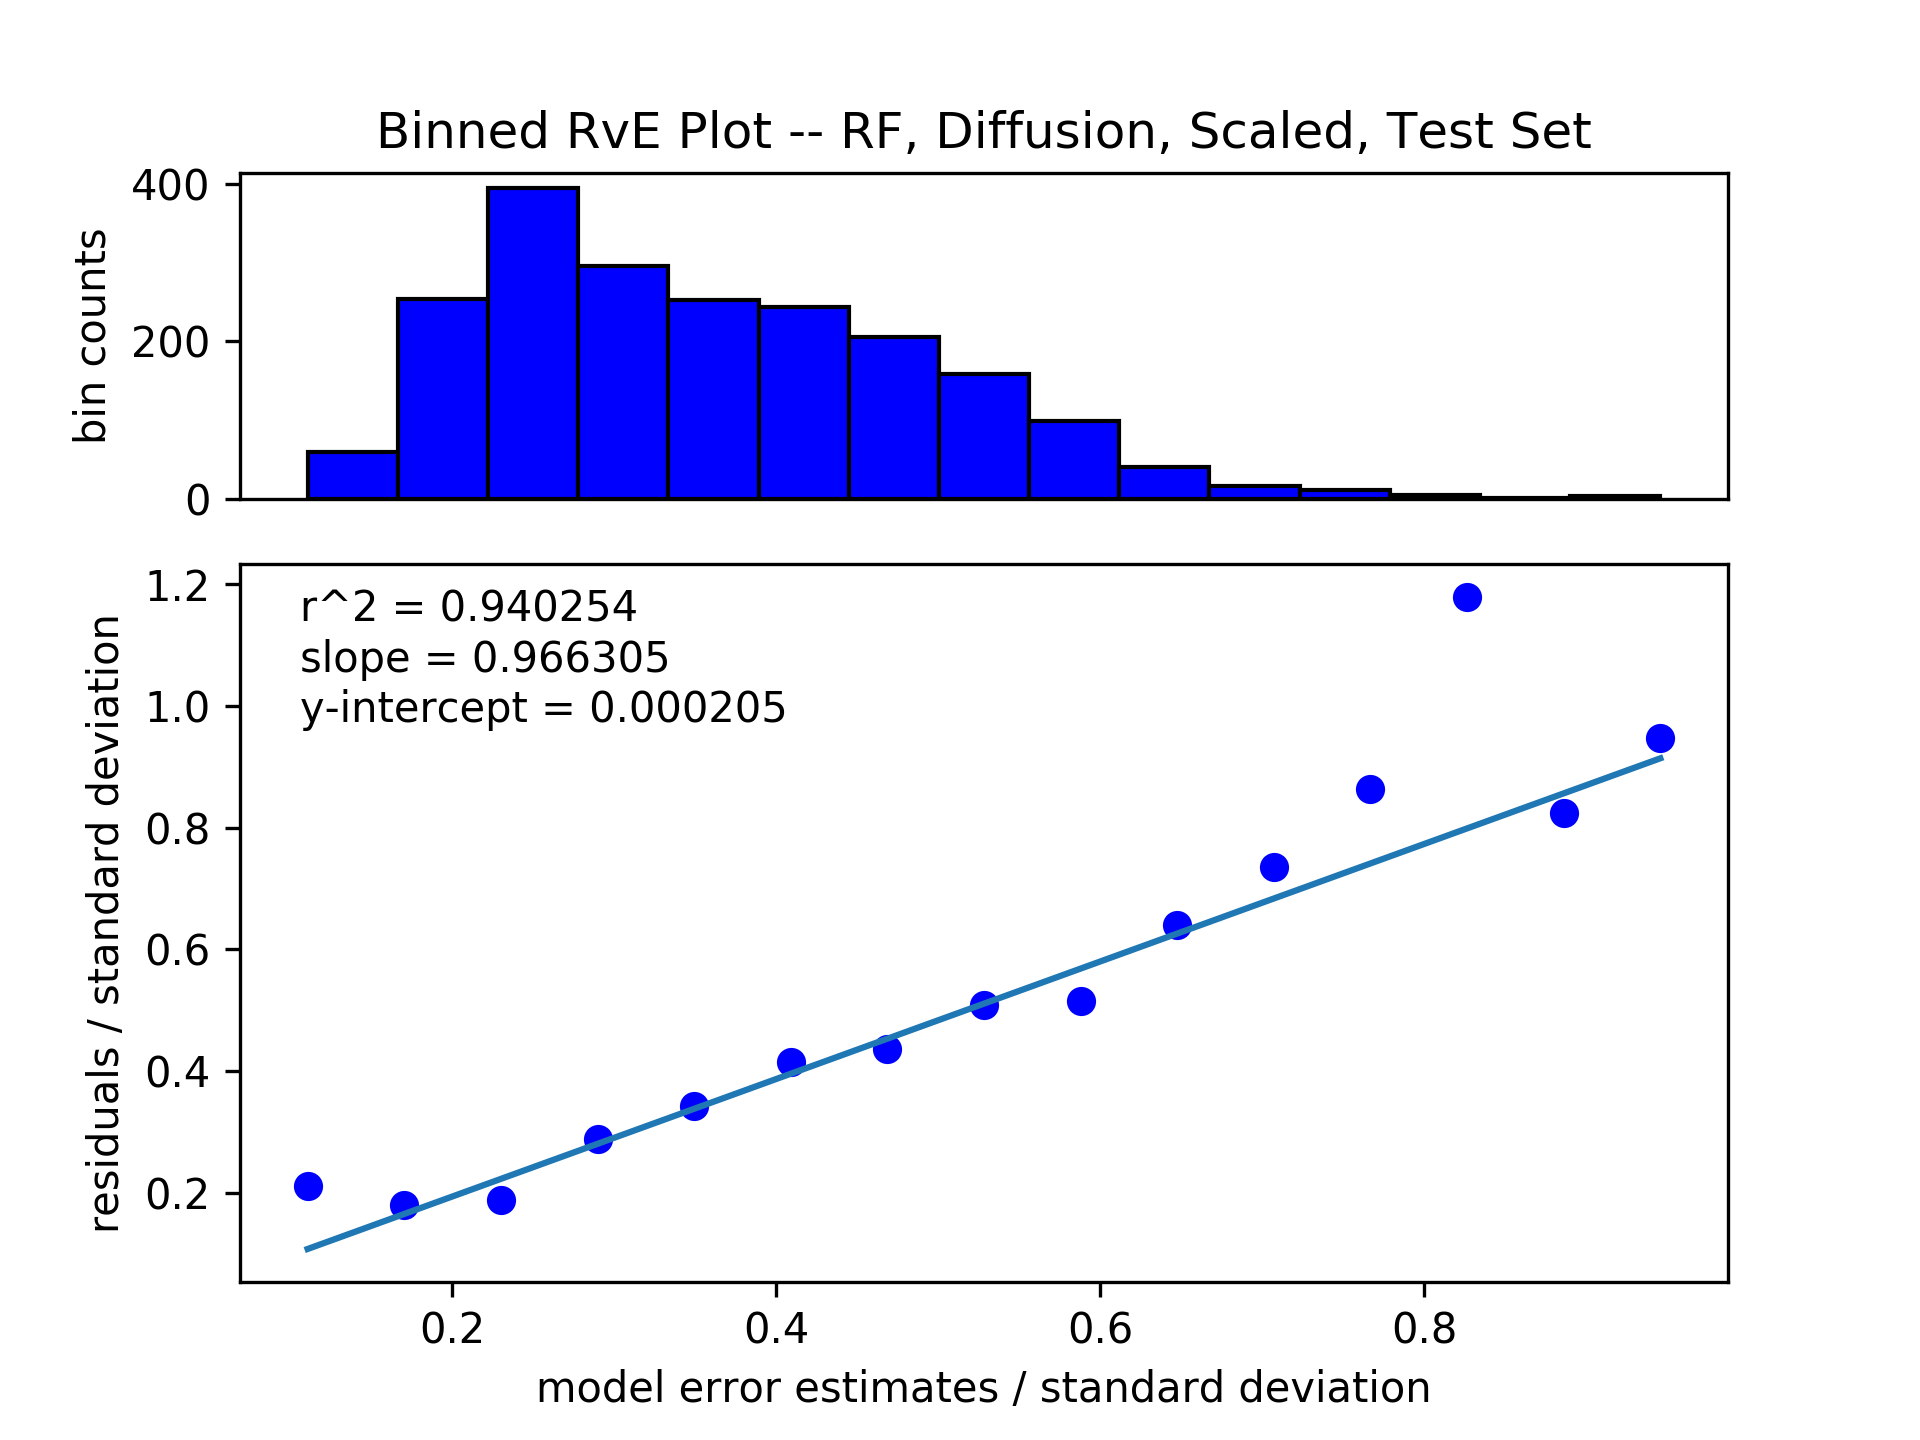 Binned RvE Plot -- RF, Diffusion, Scaled, Test Set
400
200
0
bin counts
r^2 = 0.940254
slope = 0.966305
y-intercept = 0.000205
1.2
1.0
0.8
0.6
0.4
0.2
residuals / standard deviation
0.2 0.4 0.6 0.8
model error estimates / standard deviation